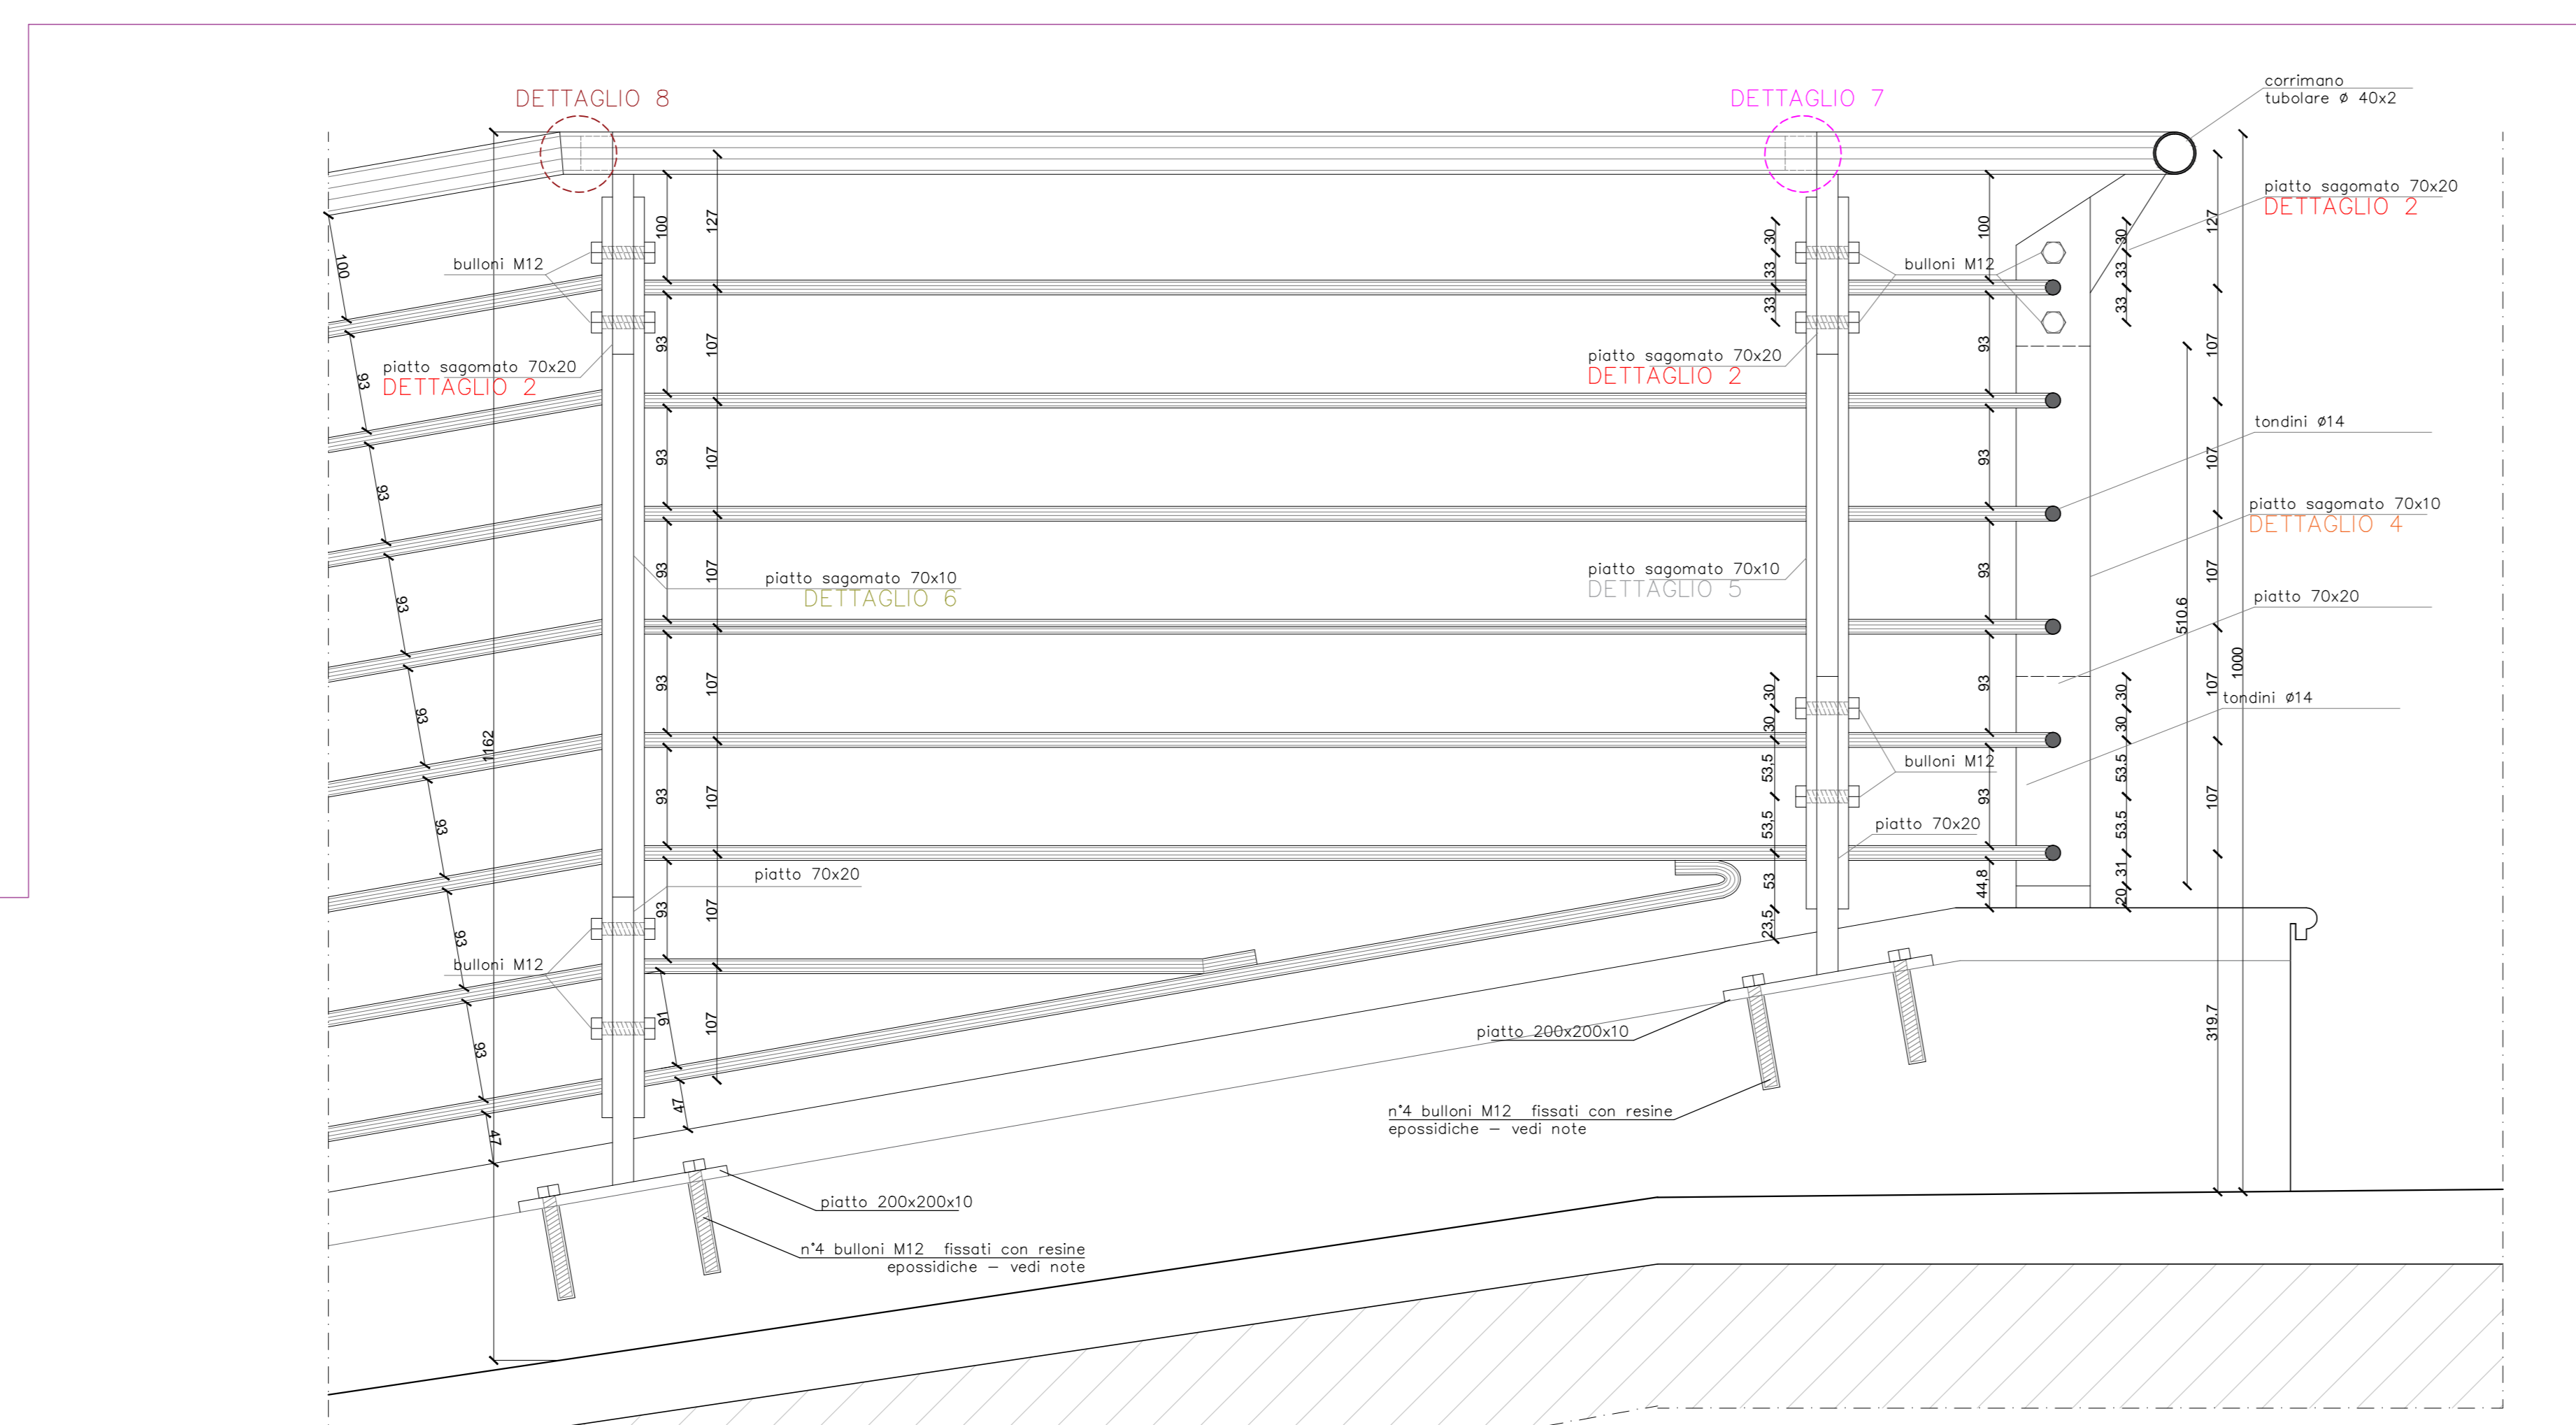 DETTAGLIO 8
DETTAGLIO 7
corrimano
tubolare ø 40x2
piatto sagomato 70x20
DETTAGLIO 2
bulloni M12
bulloni M12
piatto sagomato 70x20
DETTAGLIO 2
piatto sagomato 70x20
DETTAGLIO 2
tondini ø14
piatto sagomato 70x10
DETTAGLIO 4
piatto sagomato 70x10
DETTAGLIO 6
piatto sagomato 70x10
DETTAGLIO 5
piatto 70x20
tondini ø14
bulloni M12
piatto 70x20
piatto 70x20
bulloni M12
piatto 200x200x10
n°4 bulloni M12 fissati con resine
epossidiche – vedi note
piatto 200x200x10
n°4 bulloni M12 fissati con resine
epossidiche – vedi note
100
93
93
93
93
93
93
93
47
1162
100
93
93
93
93
93
93
91
47
127
107
107
107
107
107
107
107
30
33
33
30
30
53,5
53,5
53
23,5
100
93
93
93
93
93
44,8
30
33
33
30
30
53.5
53.5
31
20
510.6
127
107
107
107
107
107
319.7
1000